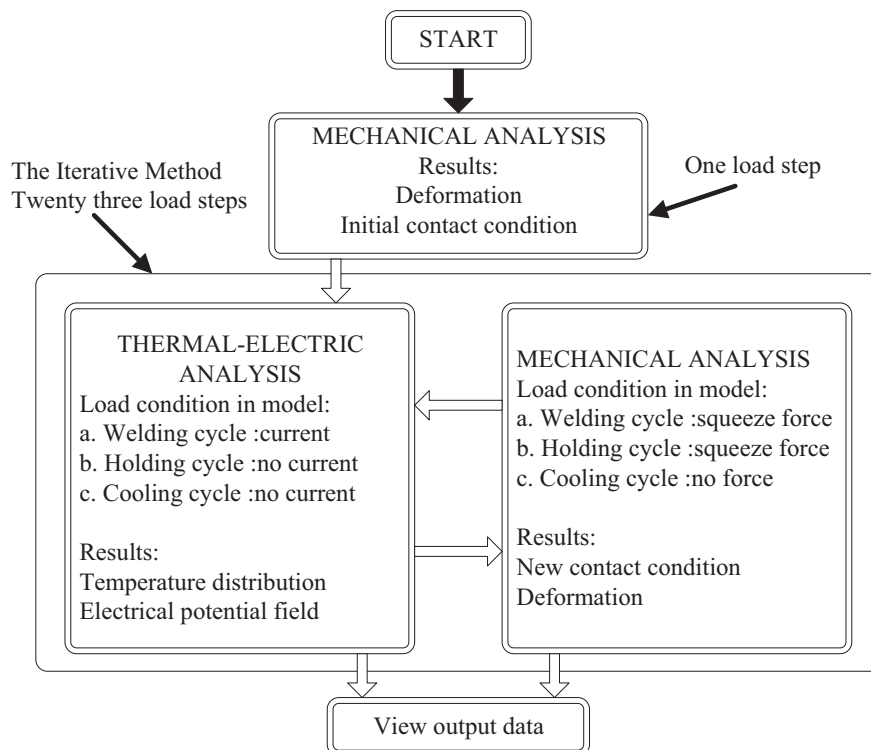 START
MECHANICAL ANALYSIS
Results:
Deformation
Initial contact condition
The Iterative Method
Twenty three load steps
One load step
THERMAL-ELECTRIC
ANALYSIS
Load condition in model:
a. Welding cycle :current
b. Holding cycle :no current
c. Cooling cycle :no current
Results:
Temperature distribution
Electrical potential field
MECHANICAL ANALYSIS
Load condition in model:
a. Welding cycle :squeeze force
b. Holding cycle :squeeze force
c. Cooling cycle :no force
Results:
New contact condition
Deformation
View output data